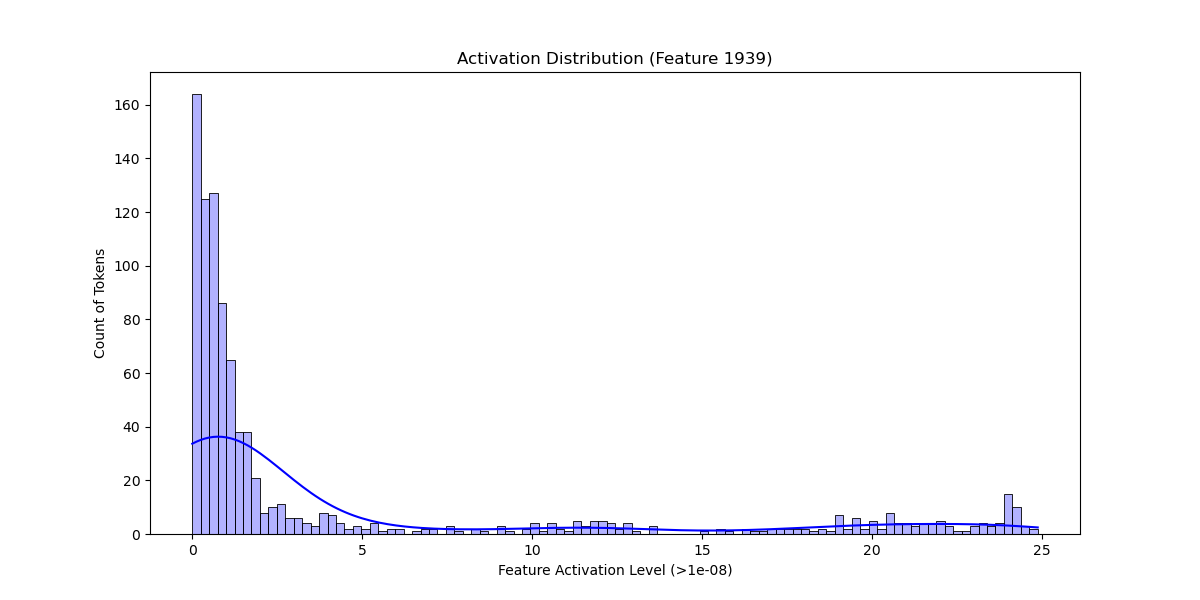 Activation Distribution (Feature 1939)
160
140
120
100
80
60
40
20
0
Count of Tokens
0 5 10 15 20 25
Feature Activation Level (>1e-08)